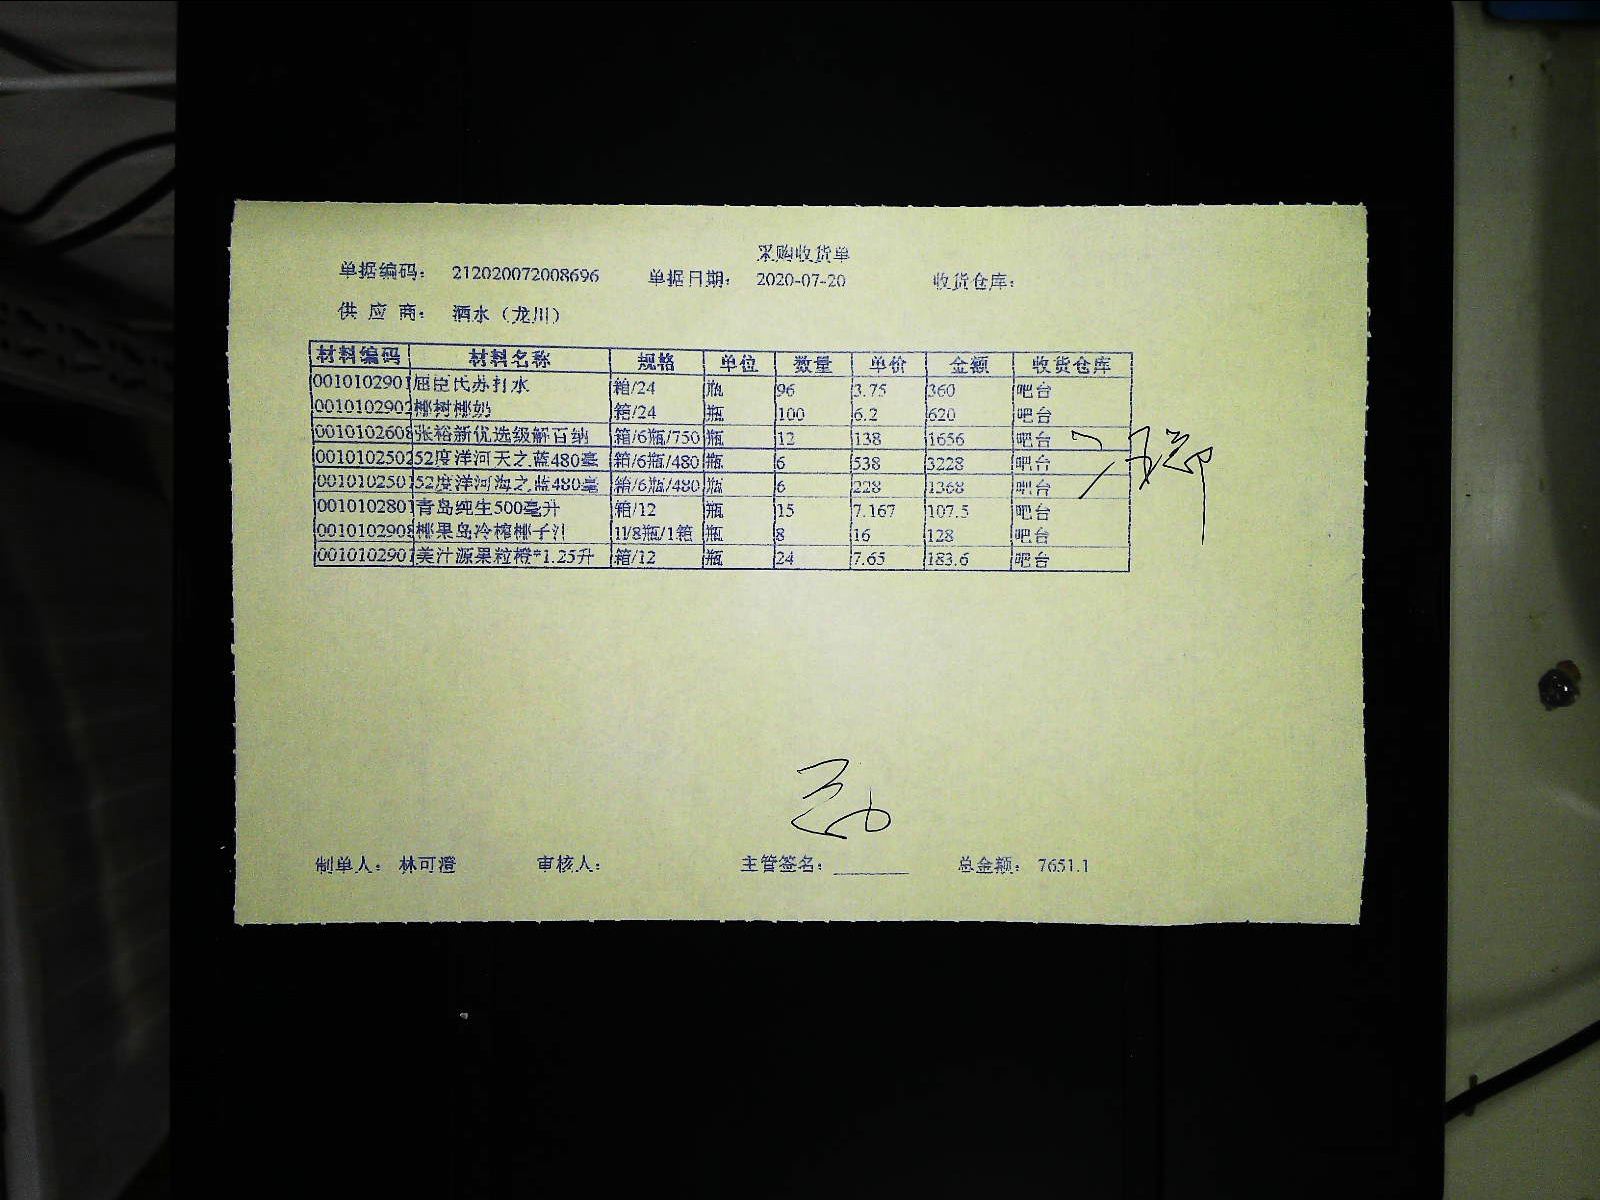 采购收货单
单据编码： 212020072008696 单据日期： 2020-07-20 收货仓库：
供 应 商： 酒水（龙川）
材料编码 材料名称 规格 单位 数量 单价 金额 收货仓库
0010102901 屈臣氏苏打水 箱/24 瓶 96 3.75 360 吧台
0010102902 椰树椰奶 箱/24 瓶 100 6.2 620 吧台
0010102608 张裕新优选级解百纳 箱/6瓶/750 瓶 12 138 1656 吧台
0010102502 52度洋河天之蓝480毫 箱/6瓶/480 瓶 6 538 3228 吧台
0010102501 52度洋河海之蓝480毫 箱/6瓶/480 瓶 6 228 1368 吧台
0010102801 青岛纯生500毫升 箱/12 瓶 15 7.167 107.5 吧台
0010102908 椰果岛冷榨椰子汁 1l/8瓶/1箱 瓶 8 16 128 吧台
0010102901 美汁源果粒橙*1.25升 箱/12 瓶 24 7.65 183.6 吧台
制单人： 林可澄 审核人： 主管签名： 总金额： 7651.1